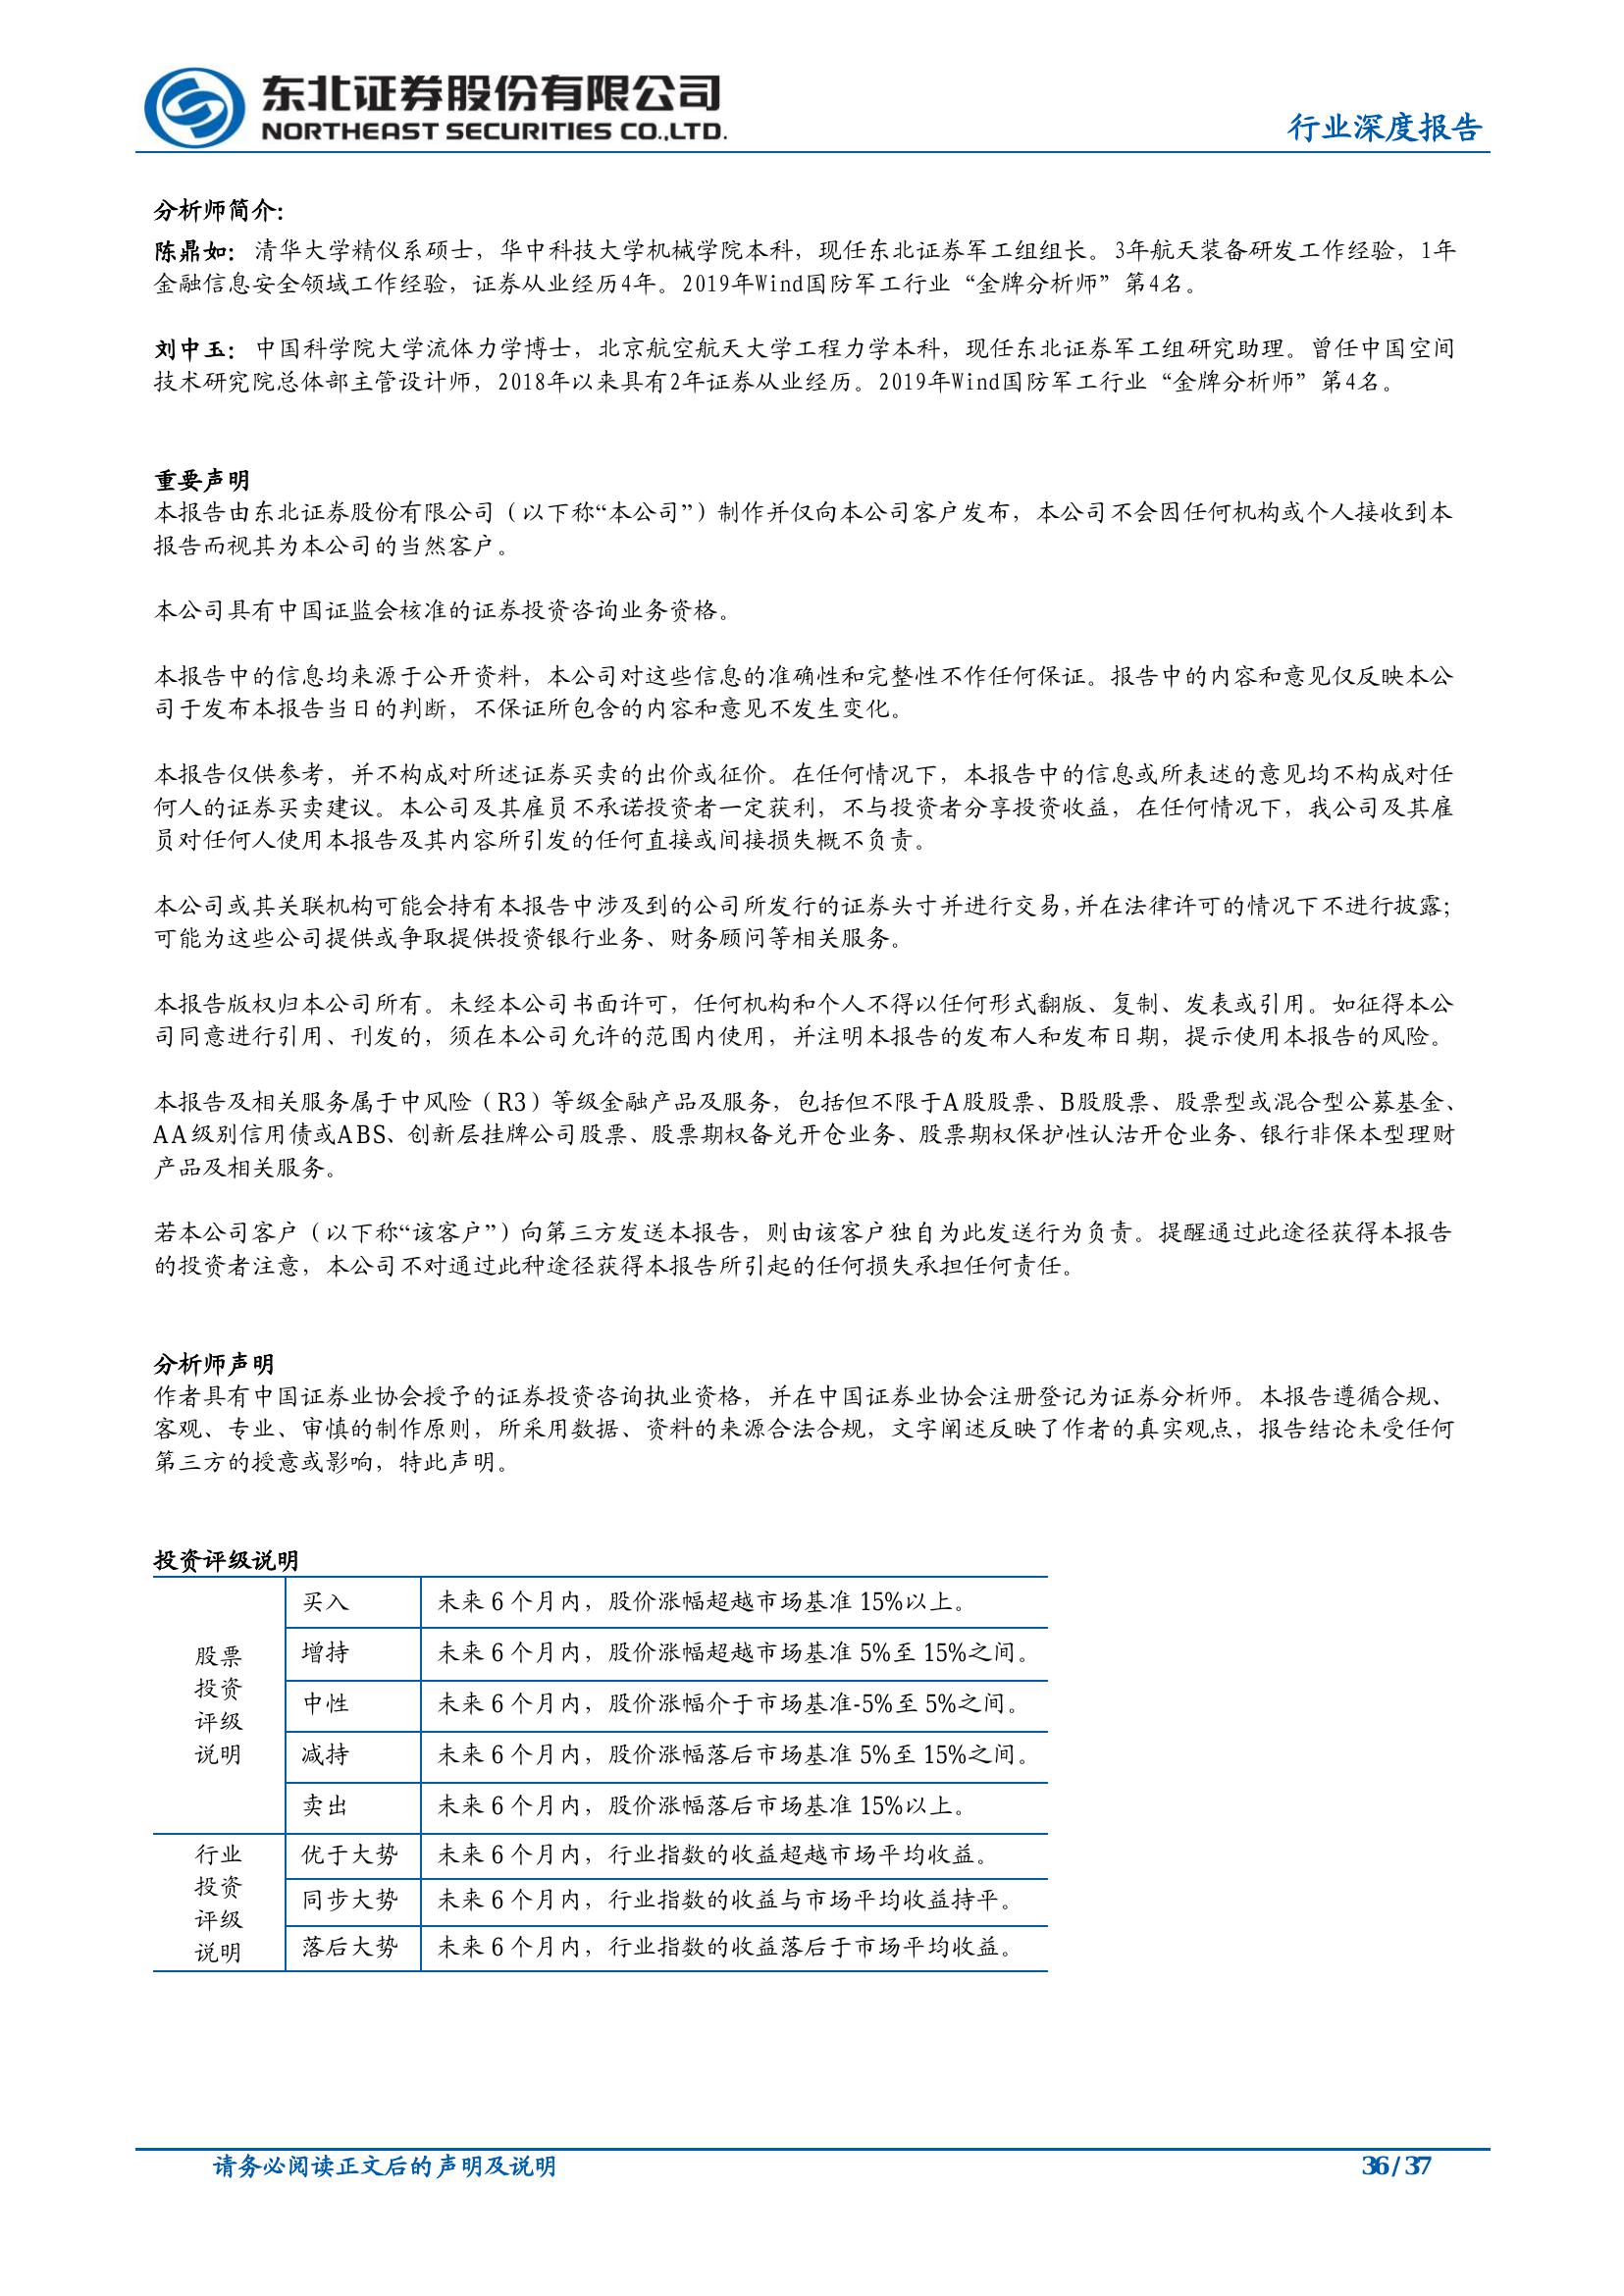 东北证券股份有限公司
NORTHEAST SECURITIES CO.,LTD.
行业深度报告
分析师简介：
陈鼎如：清华大学精仪系硕士，华中科技大学机械学院本科，现任东北证券军工组组长。3年航天装备研发工作经验，1年
金融信息安全领域工作经验，证券从业经历4年。2019年Wind国防军工行业“金牌分析师”第4名。
刘中玉：中国科学院大学流体力学博士，北京航空航天大学工程力学本科，现任东北证券军工组研究助理。曾任中国空间
技术研究院总体部主管设计师，2018年以来具有2年证券从业经历。2019年Wind国防军工行业“金牌分析师”第4名。
重要声明
本报告由东北证券股份有限公司（以下称“本公司”）制作并仅向本公司客户发布，本公司不会因任何机构或个人接收到本
报告而视其为本公司的当然客户。
本公司具有中国证监会核准的证券投资咨询业务资格。
本报告中的信息均来源于公开资料，本公司对这些信息的准确性和完整性不作任何保证。报告中的内容和意见仅反映本公
司于发布本报告当日的判断，不保证所包含的内容和意见不发生变化。
本报告仅供参考，并不构成对所述证券买卖的出价或征价。在任何情况下，本报告中的信息或所表述的意见均不构成对任
何人的证券买卖建议。本公司及其雇员不承诺投资者一定获利，不与投资者分享投资收益，在任何情况下，我公司及其雇
员对任何人使用本报告及其内容所引发的任何直接或间接损失概不负责。
本公司或其关联机构可能会持有本报告中涉及到的公司所发行的证券头寸并进行交易，并在法律许可的情况下不进行披露；
可能为这些公司提供或争取提供投资银行业务、财务顾问等相关服务。
本报告版权归本公司所有。未经本公司书面许可，任何机构和个人不得以任何形式翻版、复制、发表或引用。如征得本公
司同意进行引用、刊发的，须在本公司允许的范围内使用，并注明本报告的发布人和发布日期，提示使用本报告的风险。
本报告及相关服务属于中风险（R3）等级金融产品及服务，包括但不限于A股股票、B股股票、股票型或混合型公募基金、
AA级别信用债或ABS、创新层挂牌公司股票、股票期权备兑开仓业务、股票期权保护性认沽开仓业务、银行非保本型理财
产品及相关服务。
若本公司客户（以下称“该客户”）向第三方发送本报告，则由该客户独自为此发送行为负责。提醒通过此途径获得本报告
的投资者注意，本公司不对通过此种途径获得本报告所引起的任何损失承担任何责任。
分析师声明
作者具有中国证券业协会授予的证券投资咨询执业资格，并在中国证券业协会注册登记为证券分析师。本报告遵循合规、
客观、专业、审慎的制作原则，所采用数据、资料的来源合法合规，文字阐述反映了作者的真实观点，报告结论未受任何
第三方的授意或影响，特此声明。
投资评级说明
股票
投资
评级
说明
买入 未来 6 个月内，股价涨幅超越市场基准 15%以上。
增持 未来 6 个月内，股价涨幅超越市场基准 5%至 15%之间。
中性 未来 6 个月内，股价涨幅介于市场基准-5%至 5%之间。
减持 未来 6 个月内，股价涨幅落后市场基准 5%至 15%之间。
卖出 未来 6 个月内，股价涨幅落后市场基准 15%以上。
行业
投资
评级
说明
优于大势 未来 6 个月内，行业指数的收益超越市场平均收益。
同步大势 未来 6 个月内，行业指数的收益与市场平均收益持平。
落后大势 未来 6 个月内，行业指数的收益落后于市场平均收益。
请务必阅读正文后的声明及说明
36 / 37